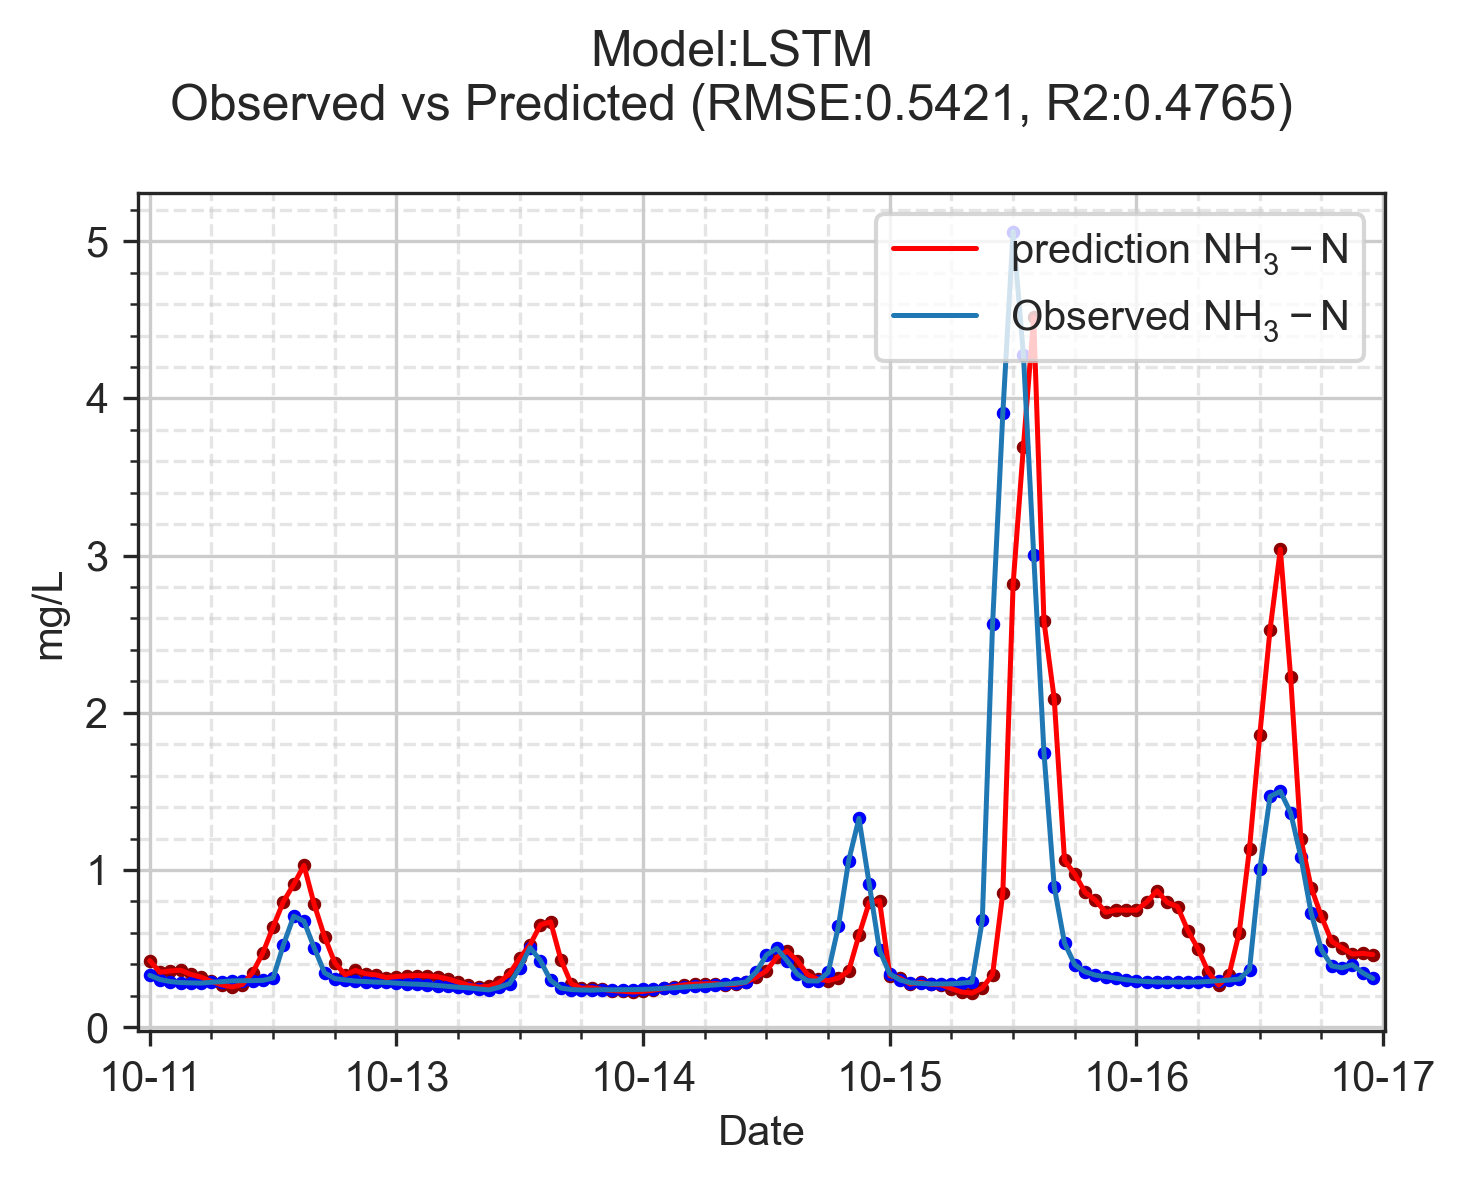 Model:LSTM
Observed vs Predicted (RMSE:0.5421, R2:0.4765)
prediction NH₃ − N
Observed NH₃ − N
5
4
3
2
1
0
mg/L
10-11 10-13 10-14 10-15 10-16 10-17
Date